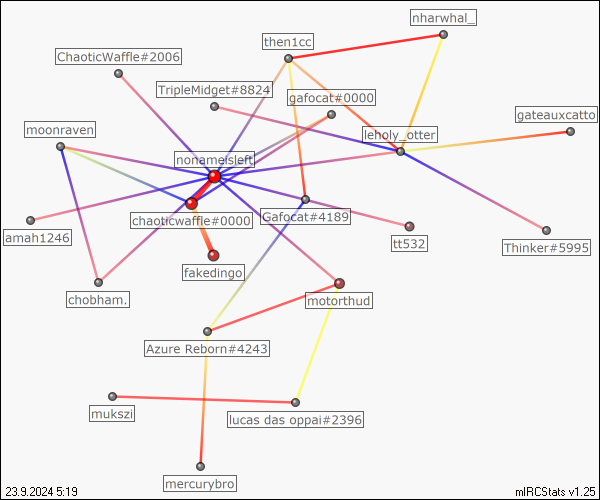 nharwhal_
then1cc
ChaoticWaffle#2006
TripleMidget#8824
gafocat#0000
gateauxcatto
moonraven
leholy_otter
nonameisleft
chaoticwaffle#0000
Gafocat#4189
amah1246
tt532
Thinker#5995
fakedingo
chobham.
motorthud
Azure Reborn#4243
mukszi
lucas das oppai#2396
mercurybro
23.9.2024 5:19
mIRCStats v1.25